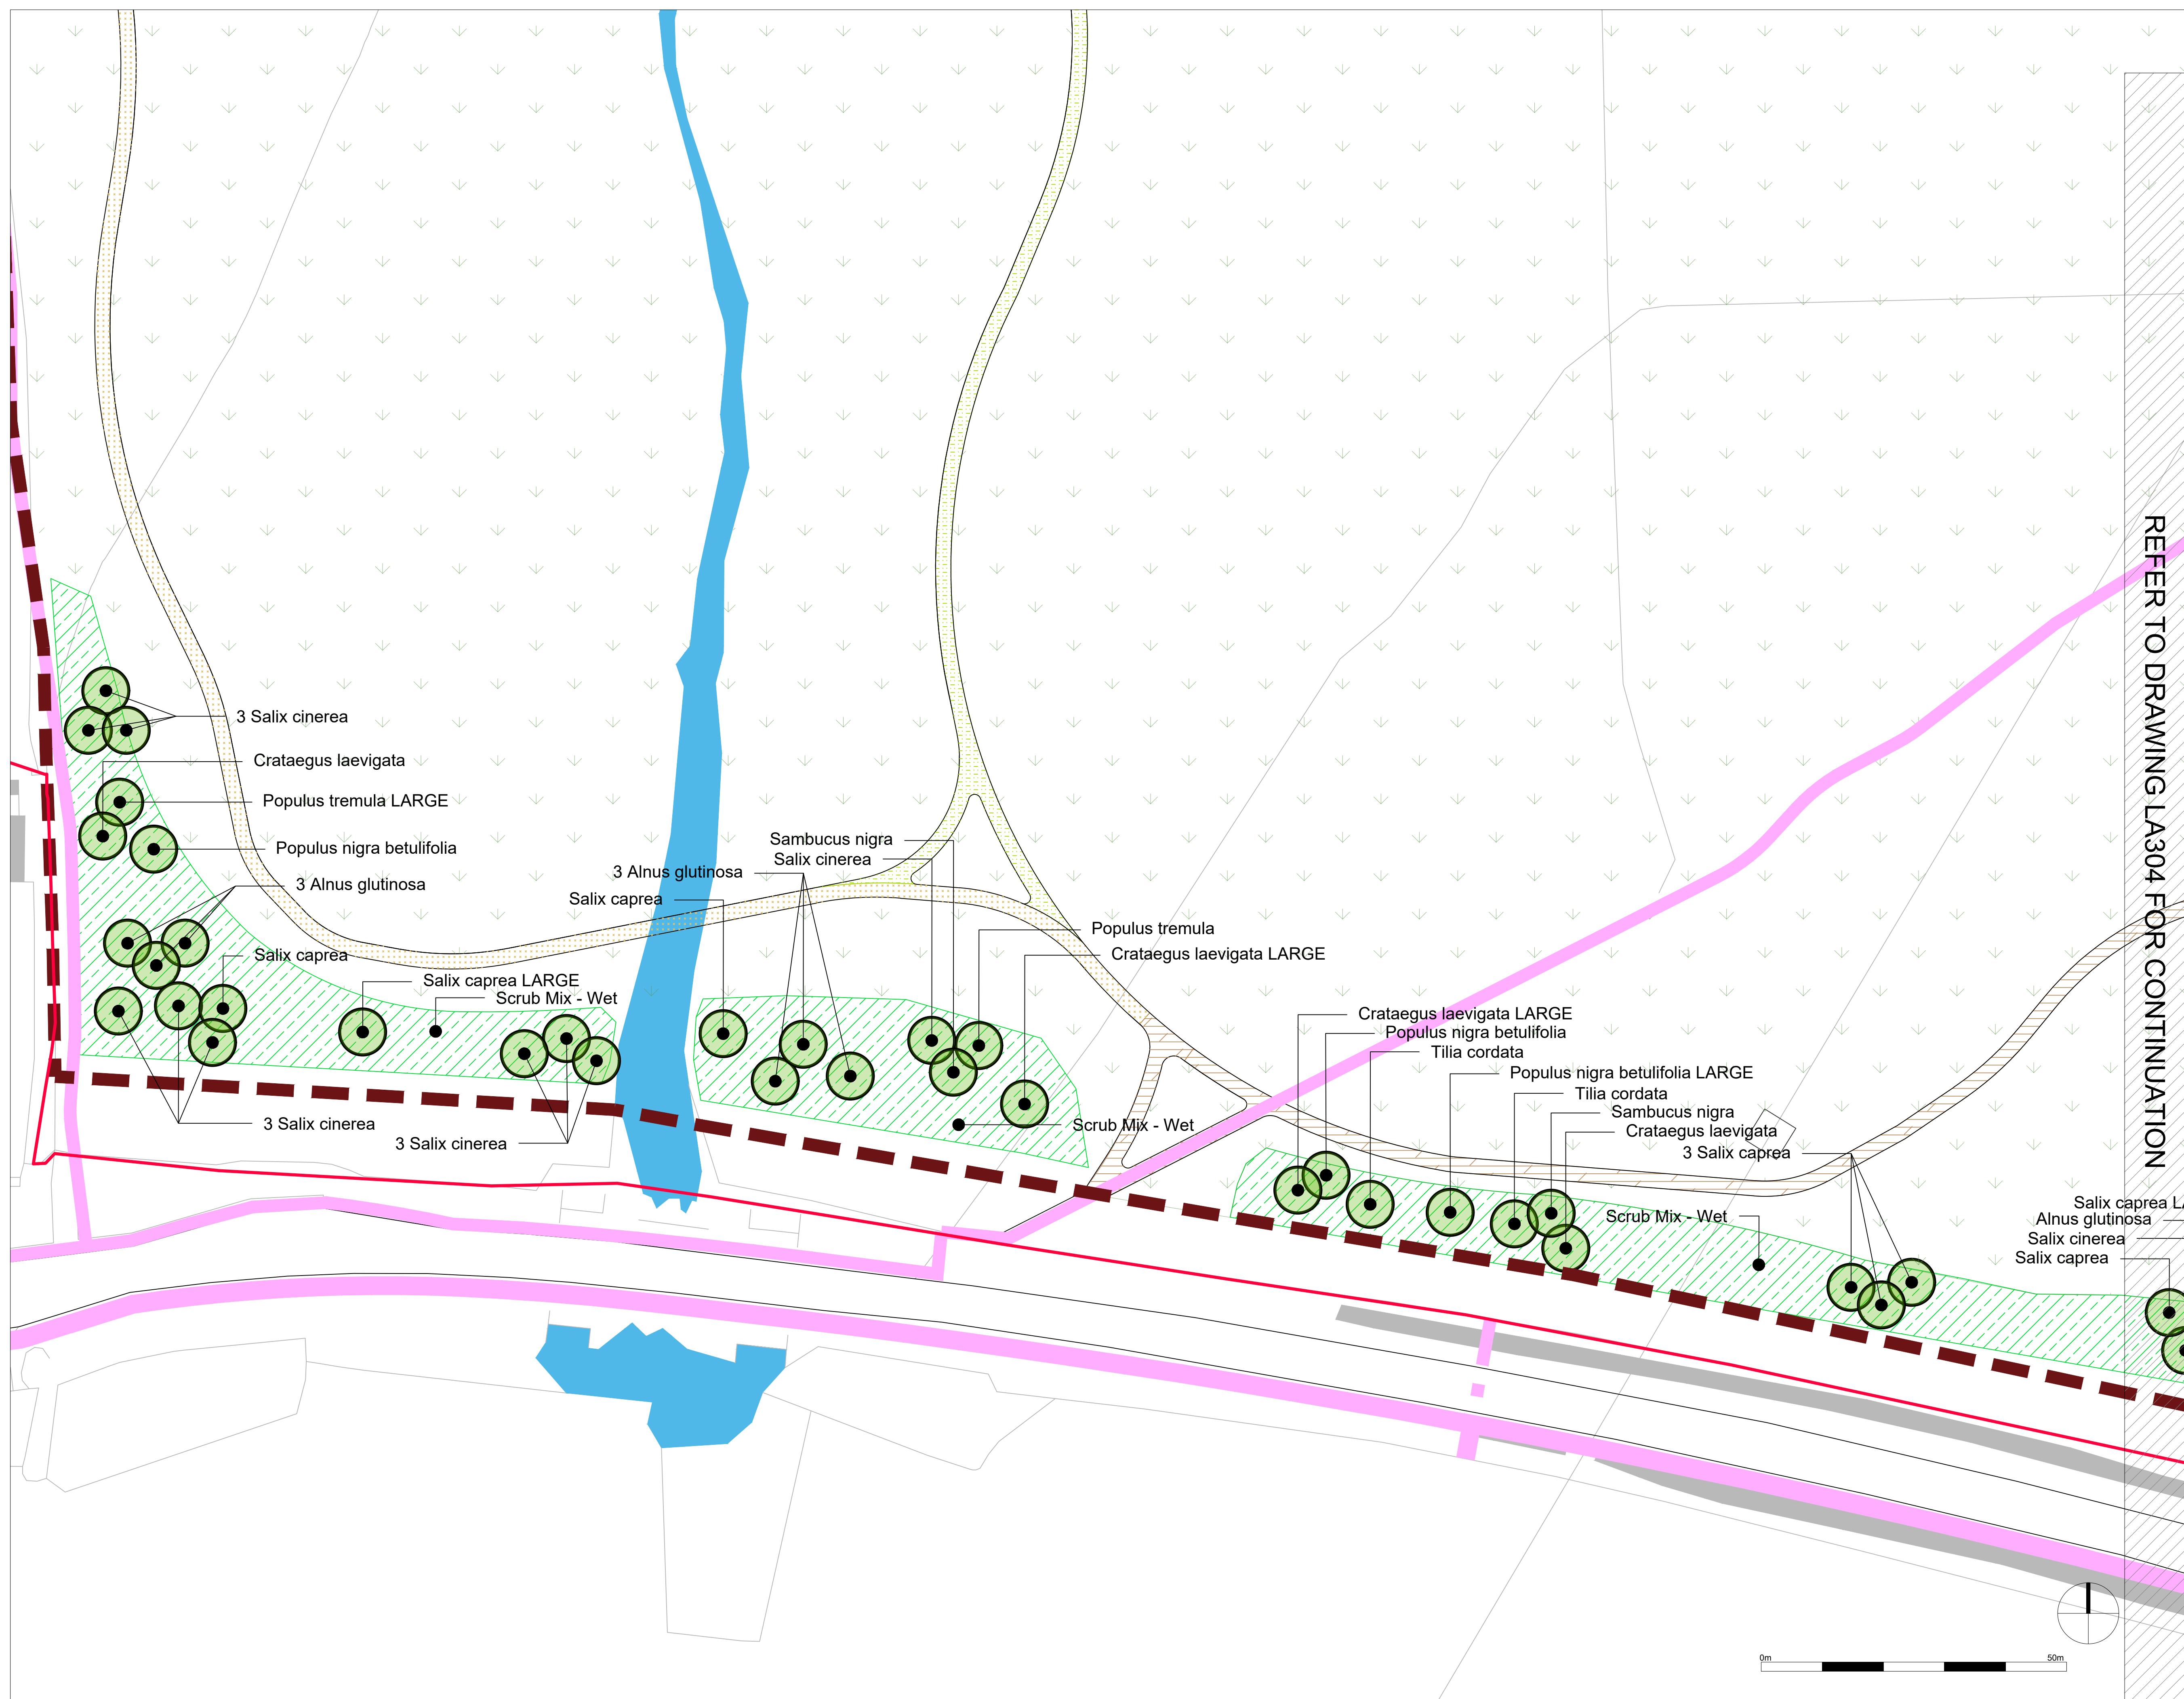 3 Salix cinerea
Crataegus laevigata
Populus tremula LARGE
Populus nigra betulifolia
3 Alnus glutinosa
Salix caprea
Salix caprea LARGE
Scrub Mix - Wet
3 Salix cinerea
3 Salix cinerea
Sambucus nigra
Salix cinerea
3 Alnus glutinosa
Salix caprea
Populus tremula
Crataegus laevigata LARGE
Scrub Mix - Wet
Crataegus laevigata LARGE
Populus nigra betulifolia
Tilia cordata
Populus nigra betulifolia LARGE
Tilia cordata
Sambucus nigra
Crataegus laevigata
3 Salix caprea
Scrub Mix - Wet
Salix caprea LA
Alnus glutinosa
Salix cinerea
Salix caprea
REFER TO DRAWING LA304 FOR CONTINUATION
0m 50m